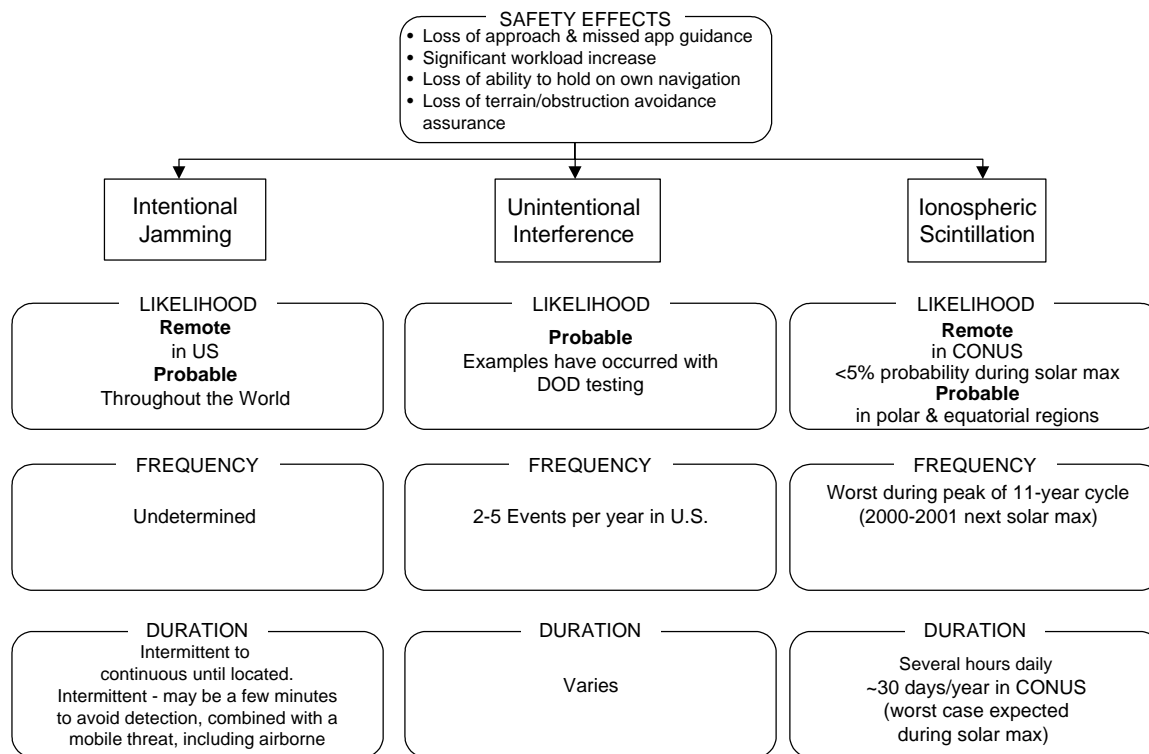 SAFETY EFFECTS
• Loss of approach & missed app guidance
• Significant workload increase
• Loss of ability to hold on own navigation
• Loss of terrain/obstruction avoidance
assurance
Intentional
Jamming
Unintentional
Interference
Ionospheric
Scintillation
LIKELIHOOD
Remote
in US
Probable
Throughout the World
LIKELIHOOD
Probable
Examples have occurred with
DOD testing
LIKELIHOOD
Remote
in CONUS
<5% probability during solar max
Probable
in polar & equatorial regions
FREQUENCY
Undetermined
FREQUENCY
2-5 Events per year in U.S.
FREQUENCY
Worst during peak of 11-year cycle
(2000-2001 next solar max)
DURATION
Intermittent to
continuous until located.
Intermittent - may be a few minutes
to avoid detection, combined with a
mobile threat, including airborne
DURATION
Varies
DURATION
Several hours daily
~30 days/year in CONUS
(worst case expected
during solar max)